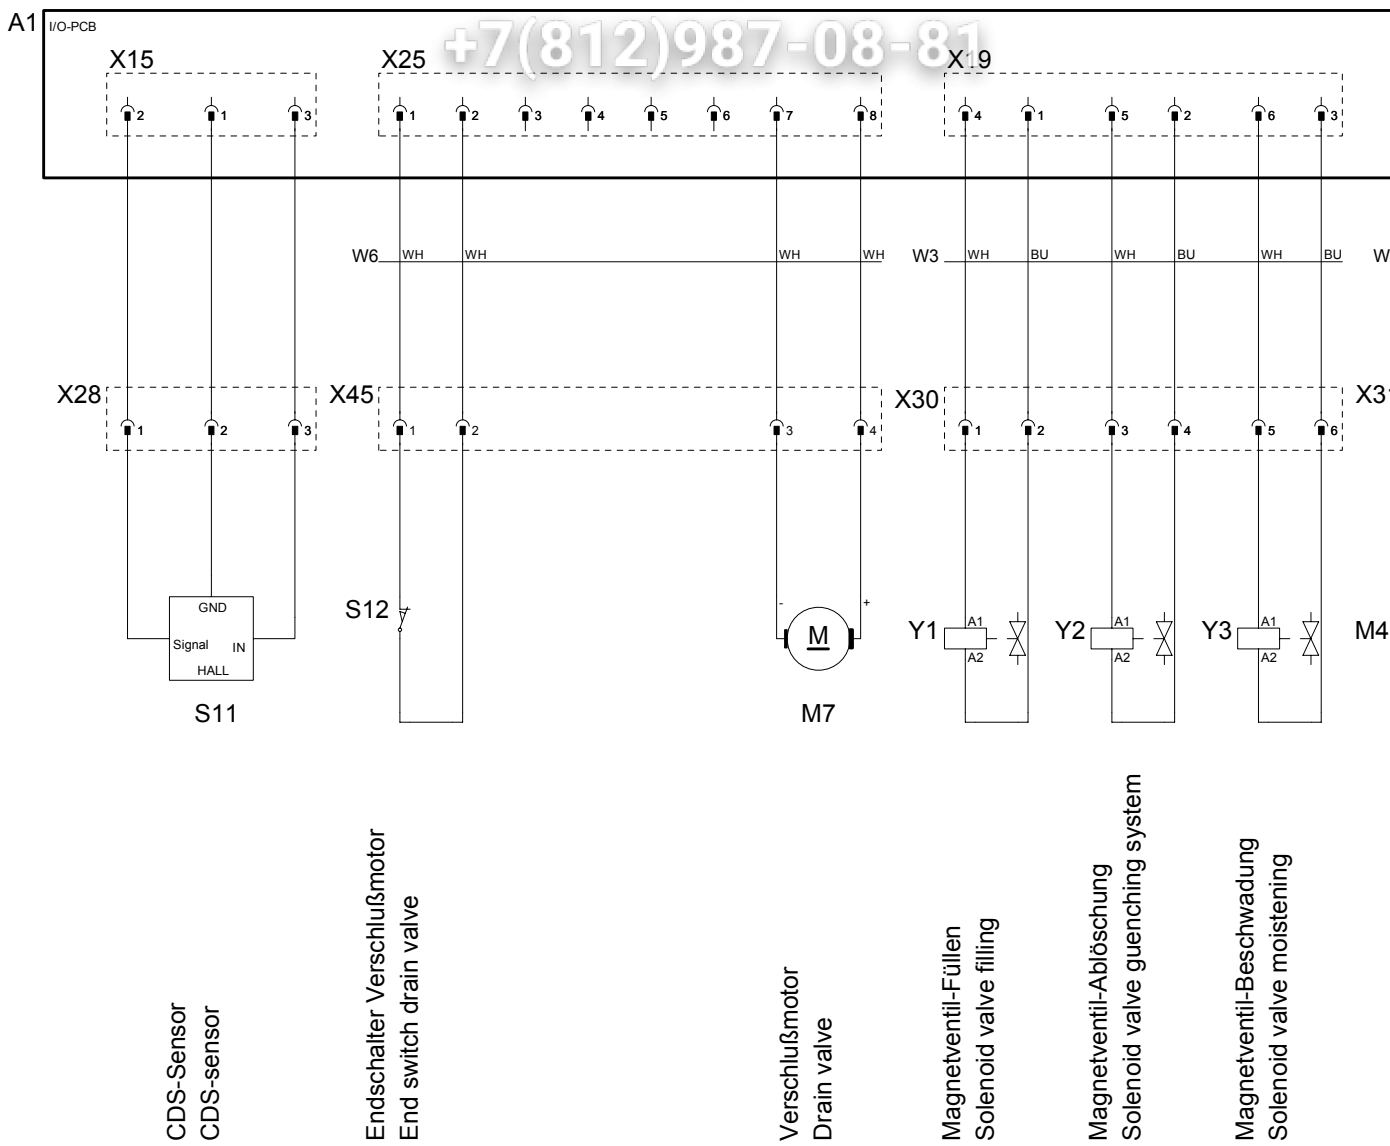 A1
I/O-PCB
+7(812)987-08-81
X15
X25
X19
2 1 3
1 2 3 4 5 6 7 8
4 1 5 2 6 3
W6 WH WH WH WH
W3 WH BU WH BU WH BU
W
X28
X45
X30
X31
1 2 3
1 2 3 4
1 2 3 4 5 6
GND
Signal
IN
HALL
S11
S12
- +
M
M7
Y1
A1
A2
Y2
A1
A2
Y3
A1
A2
M4
CDS-Sensor
CDS-sensor
Endschalter Verschlußmotor
End switch drain valve
Verschlußmotor
Drain valve
Magnetventil-Füllen
Solenoid valve filling
Magnetventil-Ablöschung
Solenoid valve guenching system
Magnetventil-Beschwadung
Solenoid valve moistening